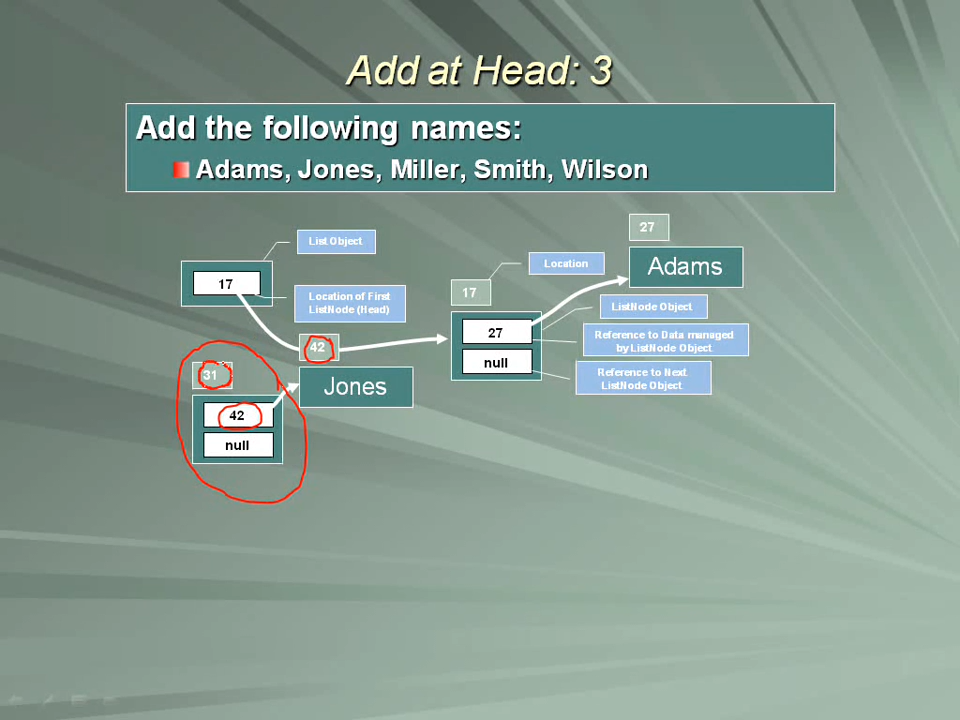 Add at Head: 3
Add the following names:
Adams, Jones, Miller, Smith, Wilson
27
List Object
Adams
Location
17
17
Location of First
ListNode (Head)
ListNode Object
27
Reference to Data managed
by ListNode Object
42
null
Reference to Next
ListNode Object
31
Jones
42
null